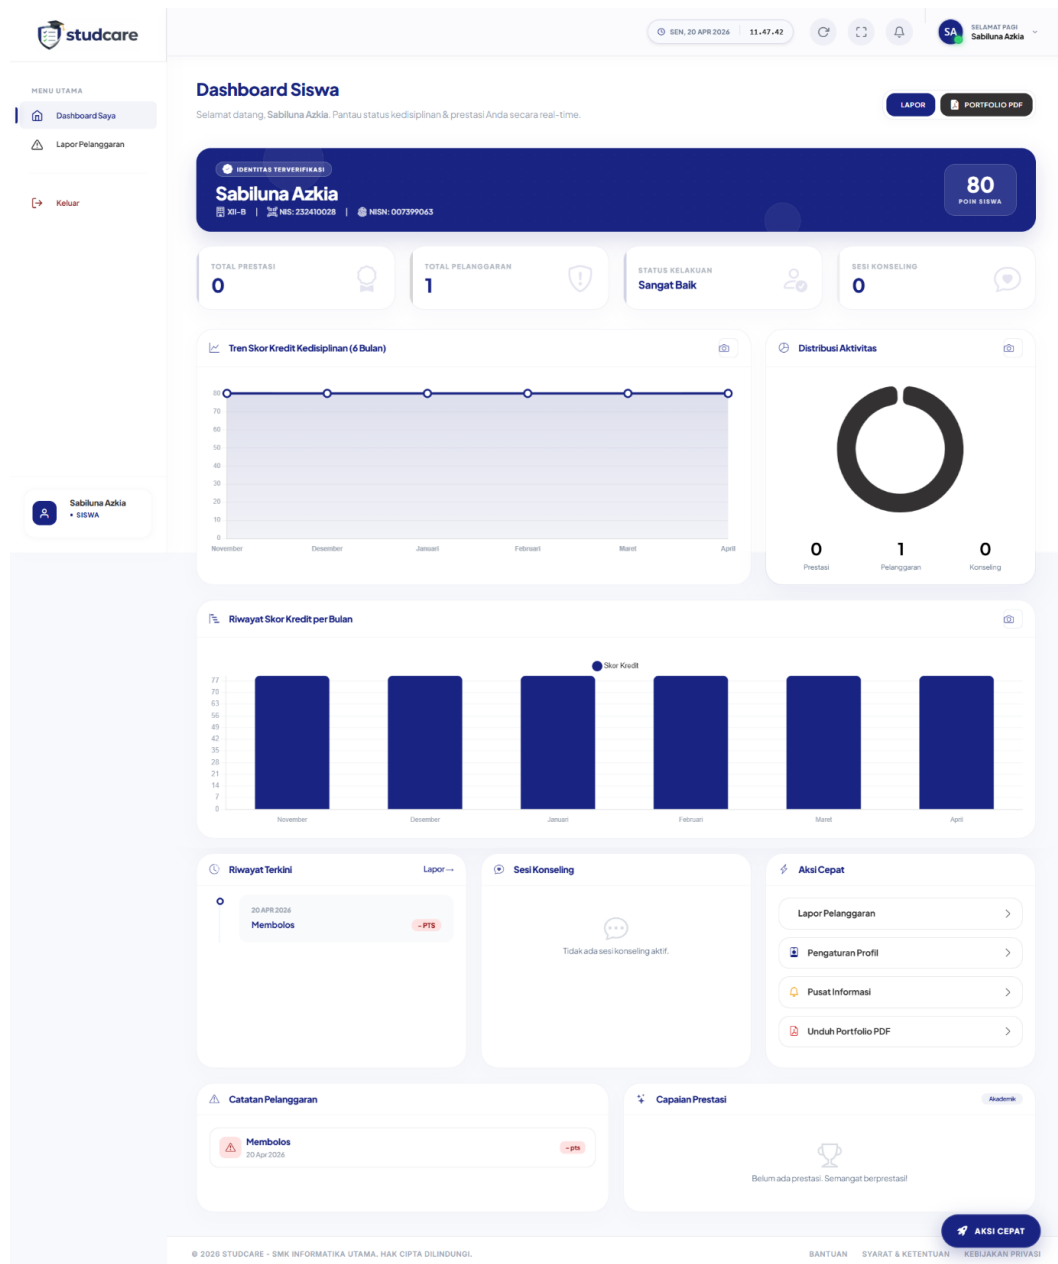 studcare
SEN, 20 APR 2026
11.47.42
SA
SELAMAT PAGI
Sabiluna Azkia
MENU UTAMA
Dashboard Saya
Lapor Pelanggaran
Keluar
Sabiluna Azkia
• SISWA
Dashboard Siswa
Selamat datang, Sabiluna Azkia. Pantau status kedisiplinan & prestasi Anda secara real-time.
LAPOR
PORTFOLIO PDF
IDENTITAS TERVERIFIKASI
Sabiluna Azkia
XII-B | NIS: 232410028 | NISN: 007399063
80
POIN SISWA
TOTAL PRESTASI
0
TOTAL PELANGGARAN
1
STATUS KELAKUAN
Sangat Baik
SESI KONSELING
0
Tren Skor Kredit Kedisiplinan (6 Bulan)
80
70
60
50
40
30
20
10
0
November Desember Januari Februari Maret April
Distribusi Aktivitas
0 1 0
Prestasi Pelanggaran Konseling
Riwayat Skor Kredit per Bulan
Skor Kredit
77
70
63
56
49
42
35
28
21
14
7
0
November Desember Januari Februari Maret April
Riwayat Terkini
Lapor →
20 APR 2026
Membolos
- PTS
Sesi Konseling
Tidak ada sesi konseling aktif.
Aksi Cepat
Lapor Pelanggaran
Pengaturan Profil
Pusat Informasi
Unduh Portfolio PDF
Catatan Pelanggaran
Membolos
20 Apr 2026
- pts
Capaian Prestasi
Akademik
Belum ada prestasi. Semangat berprestasi!
AKSI CEPAT
© 2026 STUDCARE - SMK INFORMATIKA UTAMA. HAK CIPTA DILINDUNGI.
BANTUAN SYARAT & KETENTUAN KEBIJAKAN PRIVASI